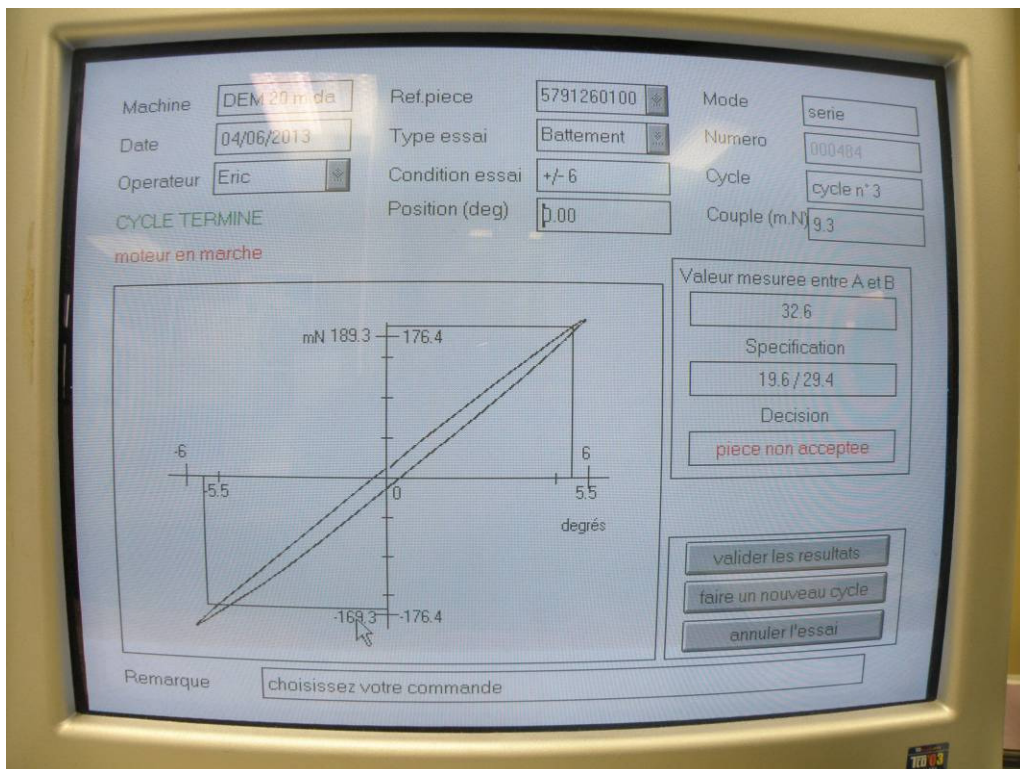 Machine
DEM 20 m.da
Ref.piece
5791260100
Mode
serie
Date
04/06/2013
Type essai
Battement
Numero
000484
Operateur
Eric
Condition essai
+/- 6
Cycle
cycle n° 3
CYCLE TERMINE
Position (deg)
0.00
Couple (m.N)
9.3
moteur en marche
Valeur mesuree entre A et B
32.6
Specification
19.6 / 29.4
Decision
piece non acceptee
mN 189.3
176.4
-6
6
-5.5
0
5.5
degrés
-169.3
-176.4
valider les resultats
faire un nouveau cycle
annuler l'essai
Remarque
choisissez votre commande
TCO'03